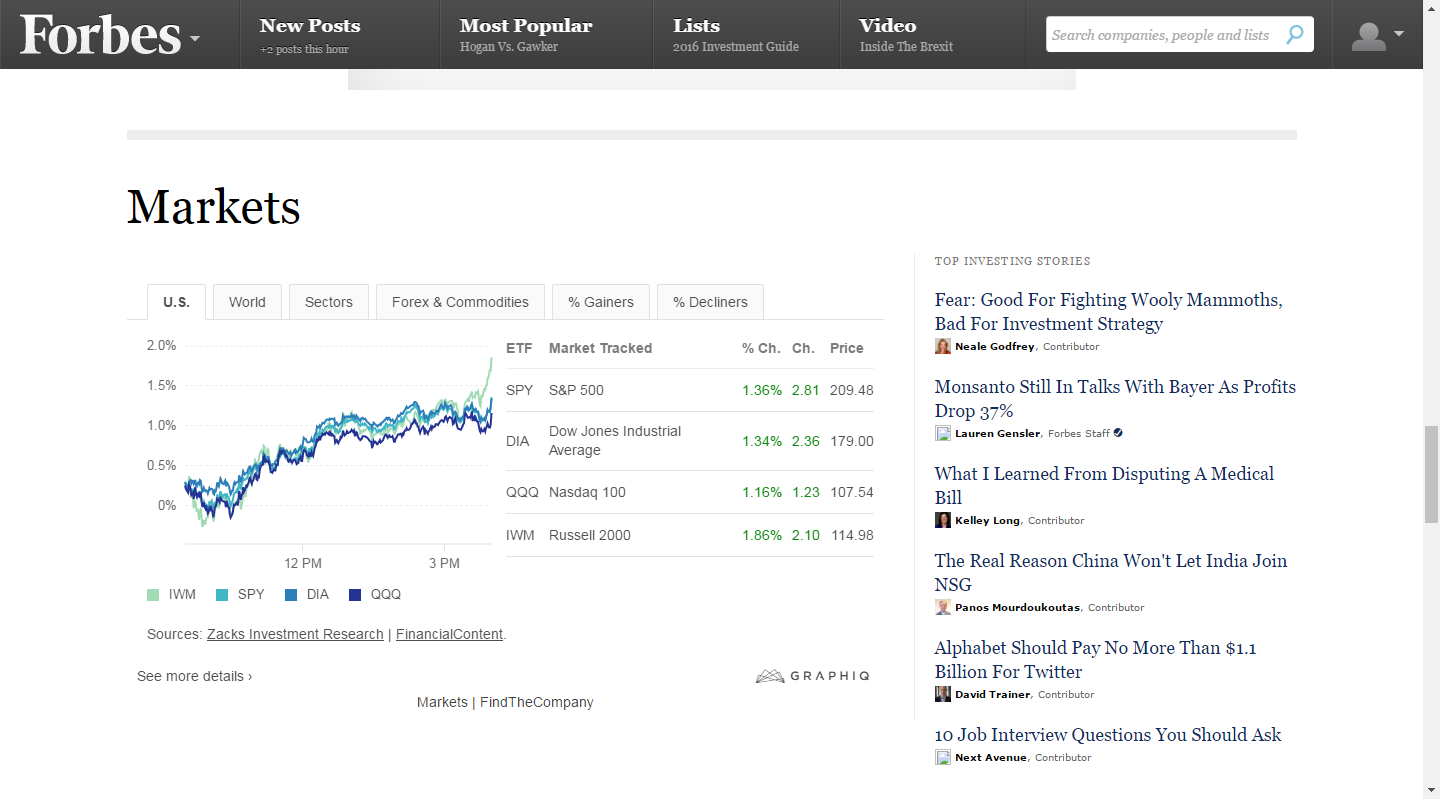 Forbes
New Posts
+2 posts this hour
Most Popular
Hogan Vs. Gawker
Lists
2016 Investment Guide
Video
Inside The Brexit
Search companies, people and lists
Markets
U.S.
World
Sectors
Forex & Commodities
% Gainers
% Decliners
2.0%
1.5%
1.0%
0.5%
0%
12 PM
3 PM
IWM
SPY
DIA
QQQ
ETF Market Tracked % Ch. Ch. Price
SPY S&P 500 1.36% 2.81 209.48
DIA Dow Jones Industrial
Average 1.34% 2.36 179.00
QQQ Nasdaq 100 1.16% 1.23 107.54
IWM Russell 2000 1.86% 2.10 114.98
Sources: Zacks Investment Research | FinancialContent.
See more details ›
GRAPHIQ
Markets | FindTheCompany
TOP INVESTING STORIES
Fear: Good For Fighting Wooly Mammoths,
Bad For Investment Strategy
Neale Godfrey, Contributor
Monsanto Still In Talks With Bayer As Profits
Drop 37%
Lauren Gensler, Forbes Staff
What I Learned From Disputing A Medical
Bill
Kelley Long, Contributor
The Real Reason China Won't Let India Join
NSG
Panos Mourdoukoutas, Contributor
Alphabet Should Pay No More Than $1.1
Billion For Twitter
David Trainer, Contributor
10 Job Interview Questions You Should Ask
Next Avenue, Contributor